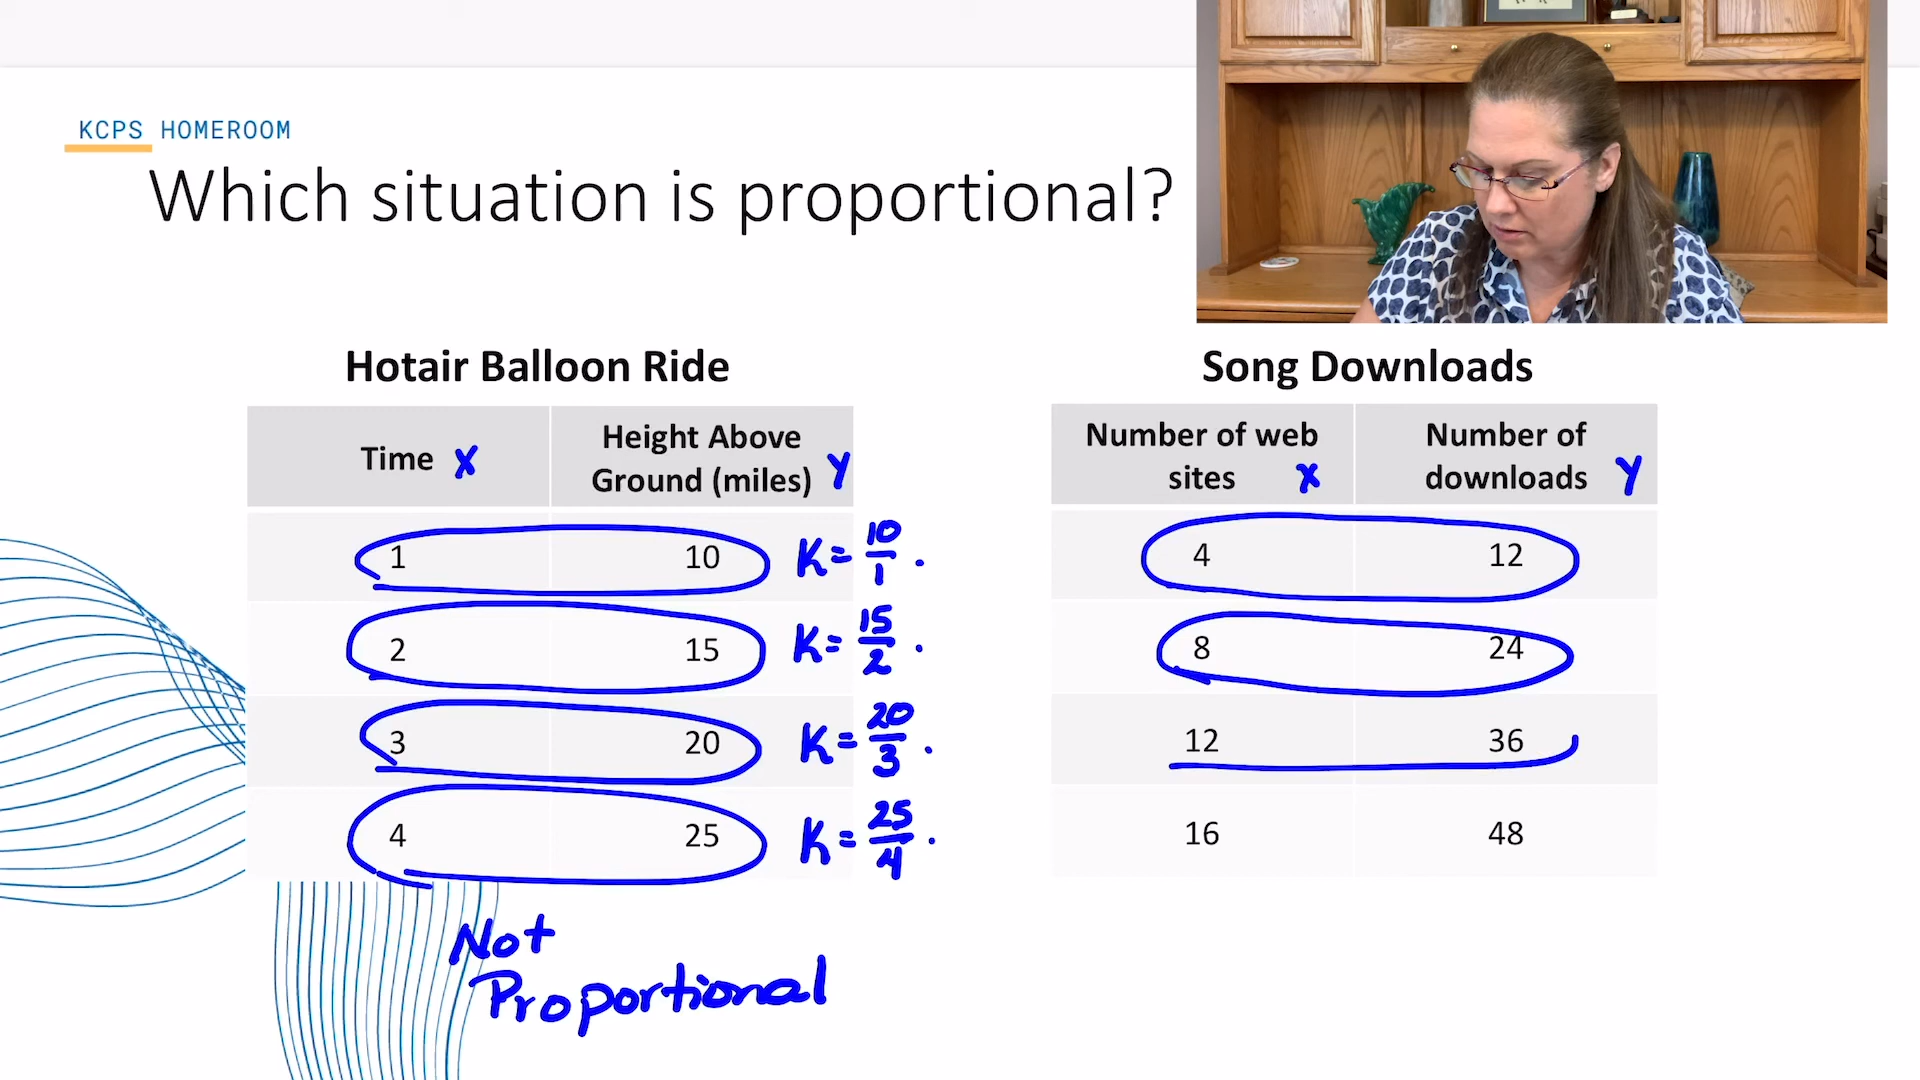 KCPS HOMEROOM
Which situation is proportional?
Hotair Balloon Ride
Time x
Height Above
Ground (miles) y
1 10 K = 10/1 .
2 15 K = 15/2 .
3 20 K = 20/3 .
4 25 K = 25/4 .
Not
Proportional
Song Downloads
Number of web
sites x
Number of
downloads y
4 12
8 24
12 36
16 48